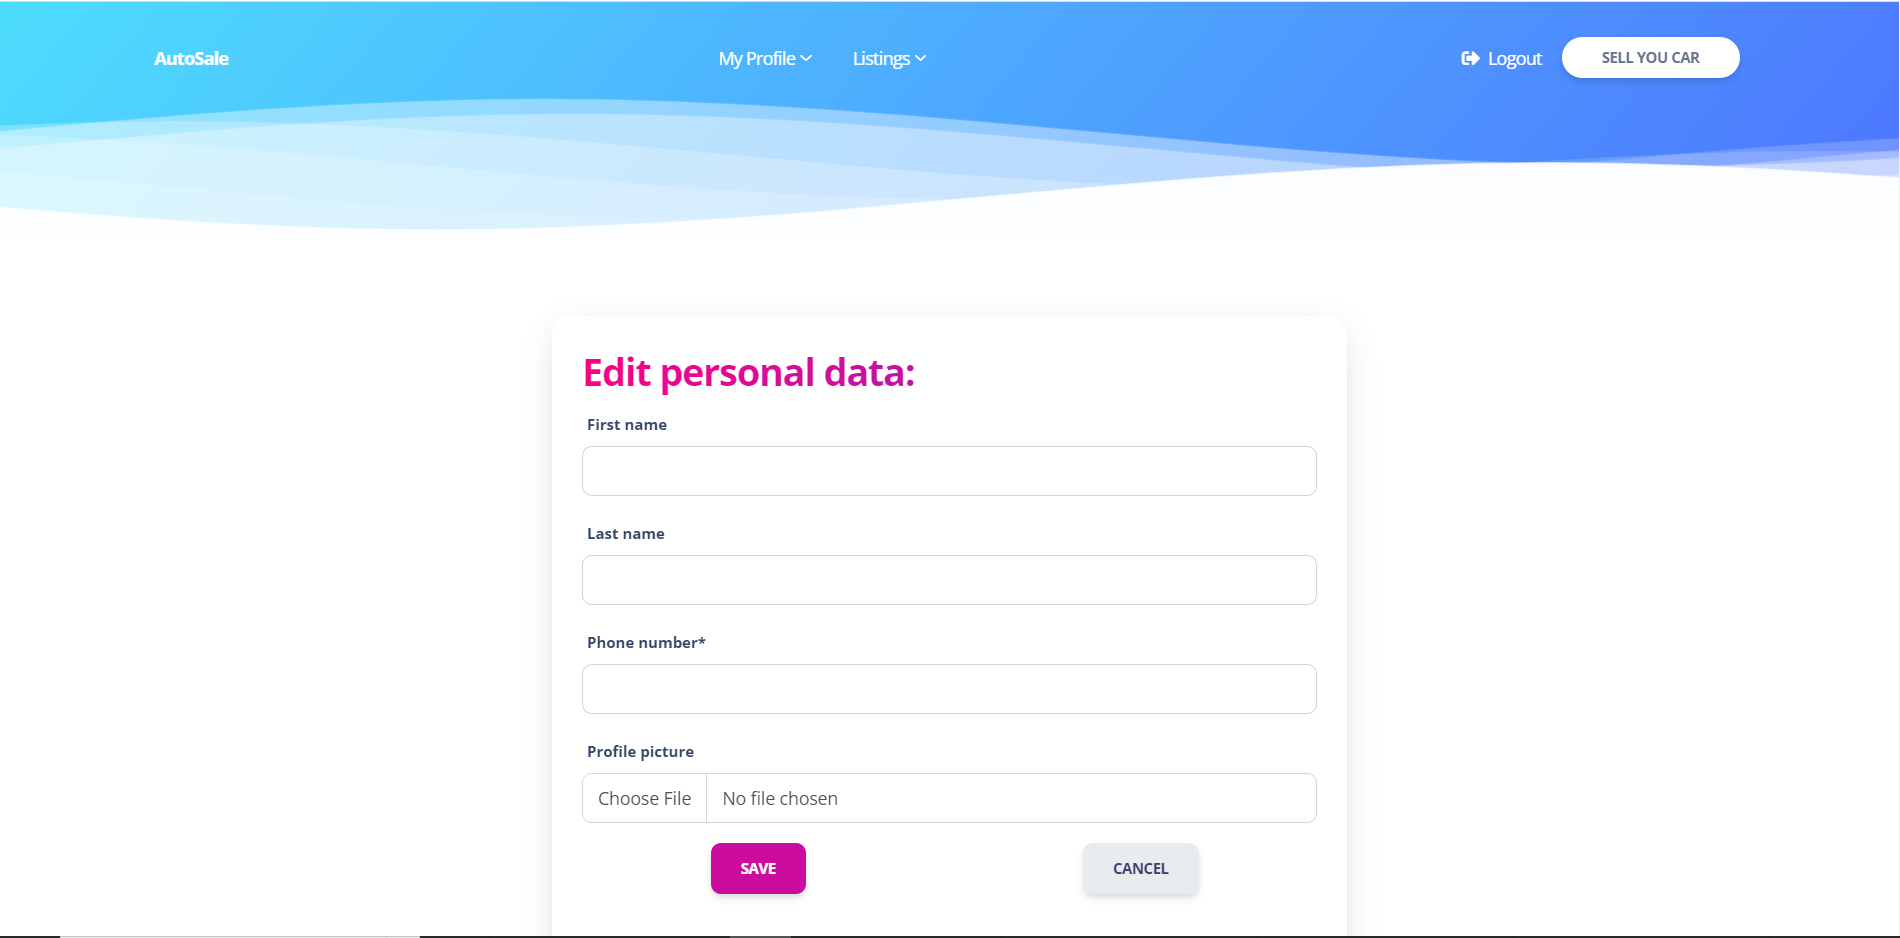 AutoSale
My Profile
Listings
Logout
SELL YOU CAR
Edit personal data:
First name
Last name
Phone number*
Profile picture
Choose File
No file chosen
SAVE
CANCEL